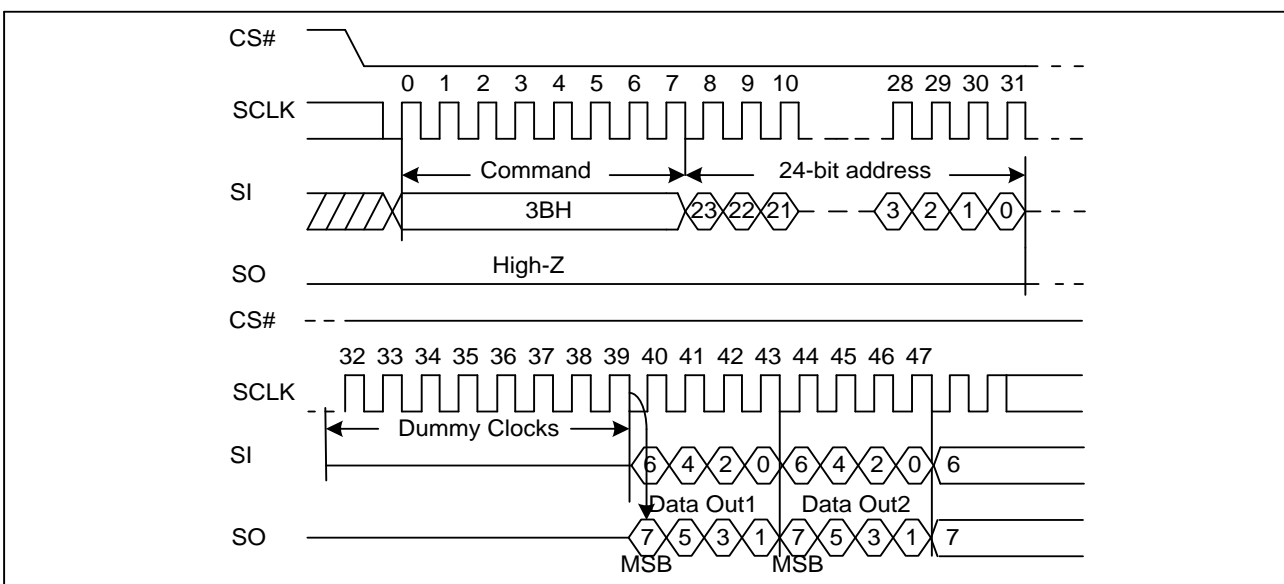 CS#
0 1 2 3 4 5 6 7 8 9 10 28 29 30 31
SCLK
Command 24-bit address
SI
3BH 23 22 21 3 2 1 0
High-Z
SO
CS#
32 33 34 35 36 37 38 39 40 41 42 43 44 45 46 47
SCLK
Dummy Clocks
SI 6 4 2 0 6 4 2 0 6
Data Out1 Data Out2
SO 7 5 3 1 7 5 3 1 7
MSB MSB